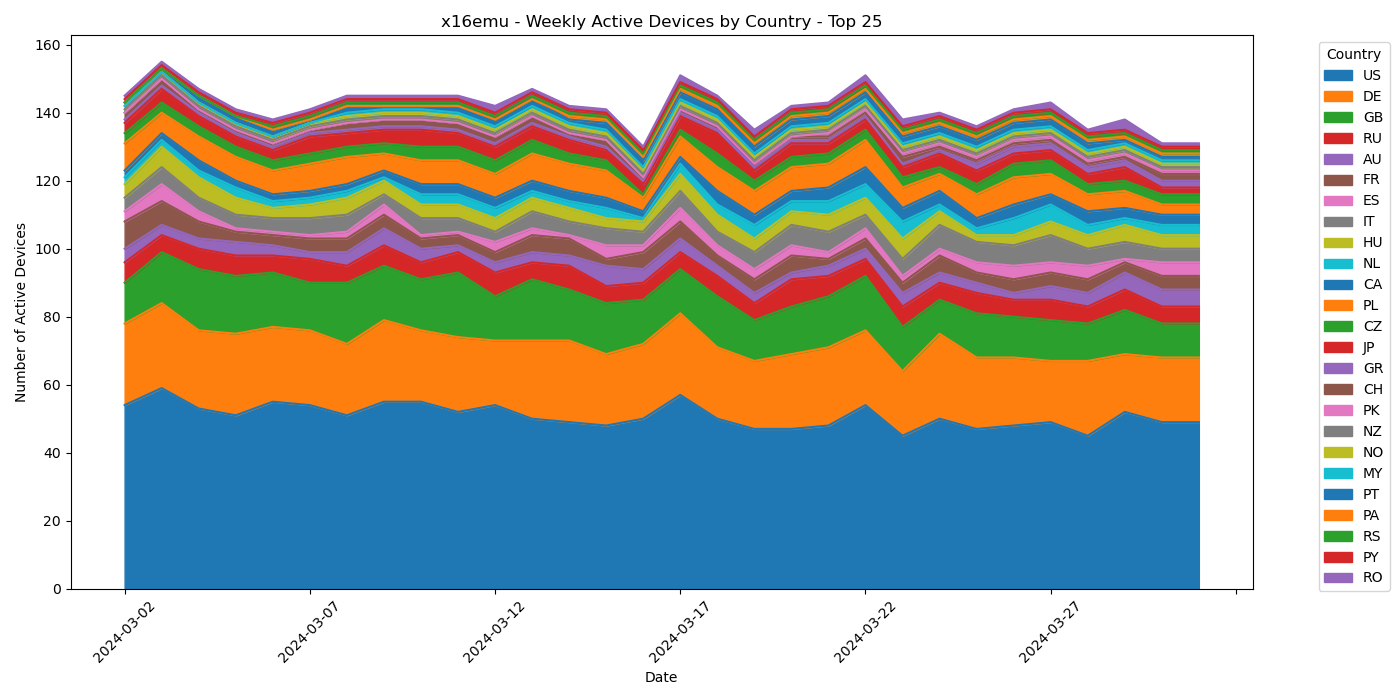 x16emu - Weekly Active Devices by Country - Top 25
Number of Active Devices
160
140
120
100
80
60
40
20
0
2024-03-02
2024-03-07
2024-03-12
2024-03-17
2024-03-22
2024-03-27
Date
Country
US
DE
GB
RU
AU
FR
ES
IT
HU
NL
CA
PL
CZ
JP
GR
CH
PK
NZ
NO
MY
PT
PA
RS
PY
RO